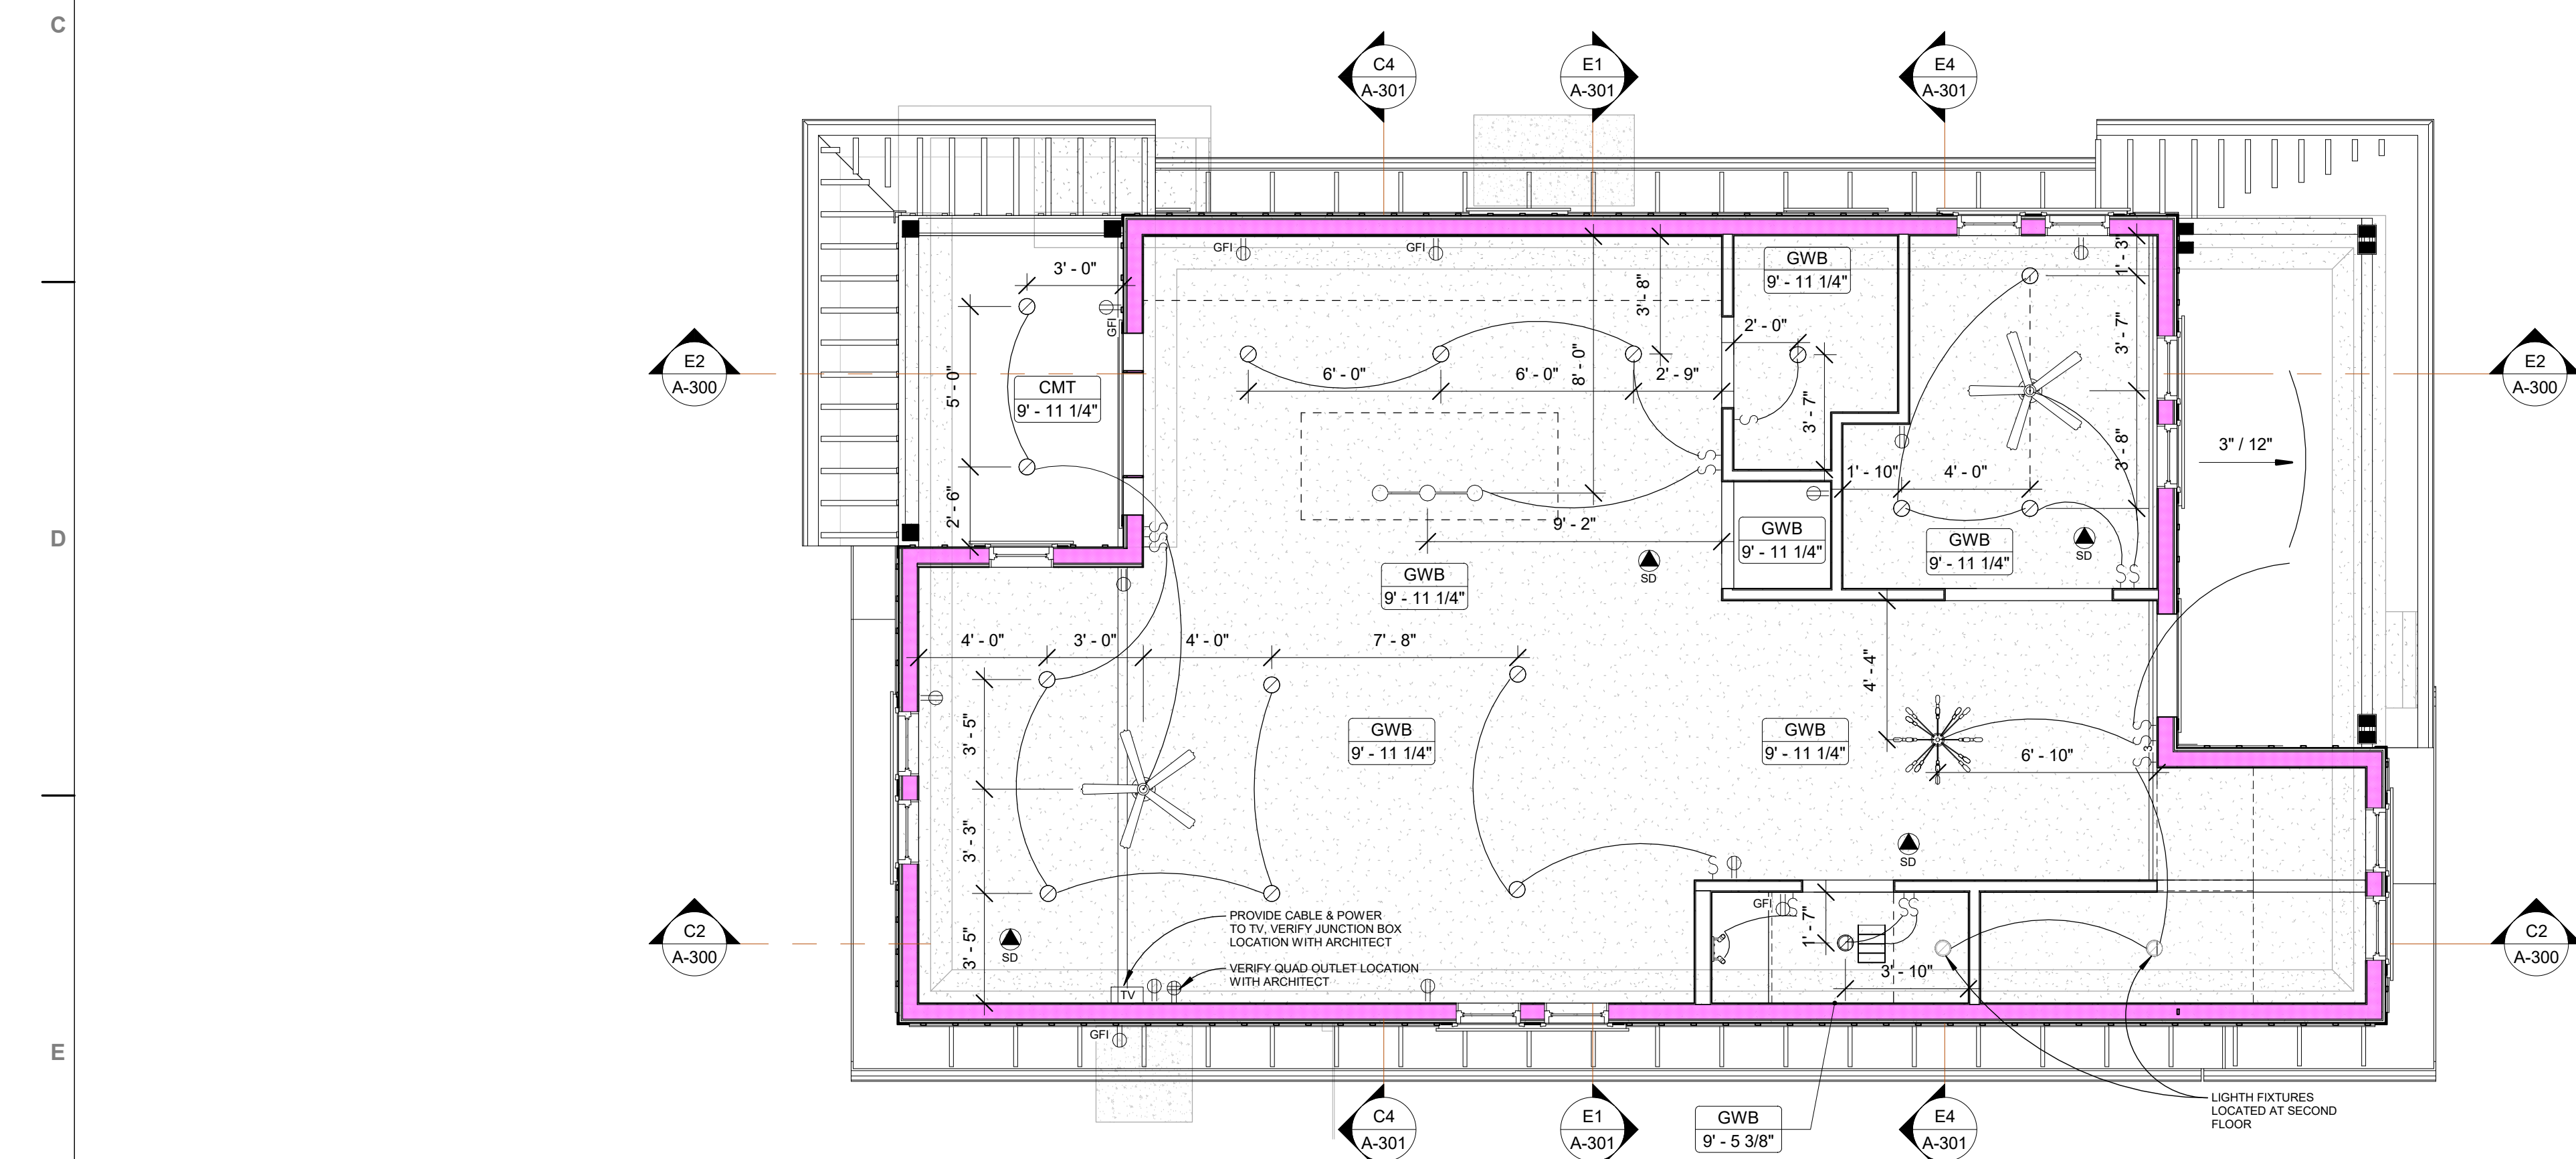 C
D
E
C4
A-301
E1
A-301
E4
A-301
E2
A-300
E2
A-300
C2
A-300
C2
A-300
GFI
GFI
GFI
3' - 0"
5' - 0"
2' - 6"
CMT
9' - 11 1/4"
6' - 0"
6' - 0"
2' - 9"
3' - 8"
8' - 0"
9' - 2"
GWB
9' - 11 1/4"
2' - 0"
3' - 7"
GWB
9' - 11 1/4"
1' - 3"
3' - 7"
3' - 8"
1' - 10"
4' - 0"
GWB
9' - 11 1/4"
SD
SD
GWB
9' - 11 1/4"
3" / 12"
4' - 0"
3' - 0"
4' - 0"
7' - 8"
3' - 5"
3' - 3"
3' - 5"
GWB
9' - 11 1/4"
GWB
9' - 11 1/4"
4' - 4"
6' - 10"
3
SD
SD
PROVIDE CABLE & POWER
TO TV, VERIFY JUNCTION BOX
LOCATION WITH ARCHITECT
VERIFY QUAD OUTLET LOCATION
WITH ARCHITECT
TV
GFI
GFI
1' - 7"
3' - 10"
GWB
9' - 5 3/8"
LIGHTH FIXTURES
LOCATED AT SECOND
FLOOR
C4
A-301
E1
A-301
E4
A-301